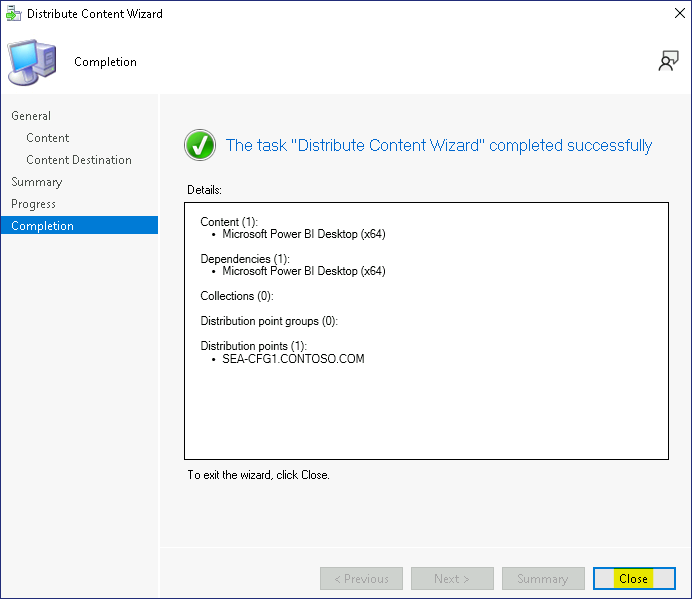 Distribute Content Wizard
Completion
General
Content
Content Destination
Summary
Progress
Completion
The task "Distribute Content Wizard" completed successfully
Details:
Content (1):
• Microsoft Power BI Desktop (x64)
Dependencies (1):
• Microsoft Power BI Desktop (x64)
Collections (0):
Distribution point groups (0):
Distribution points (1):
• SEA-CFG1.CONTOSO.COM
To exit the wizard, click Close.
< Previous
Next >
Summary
Close